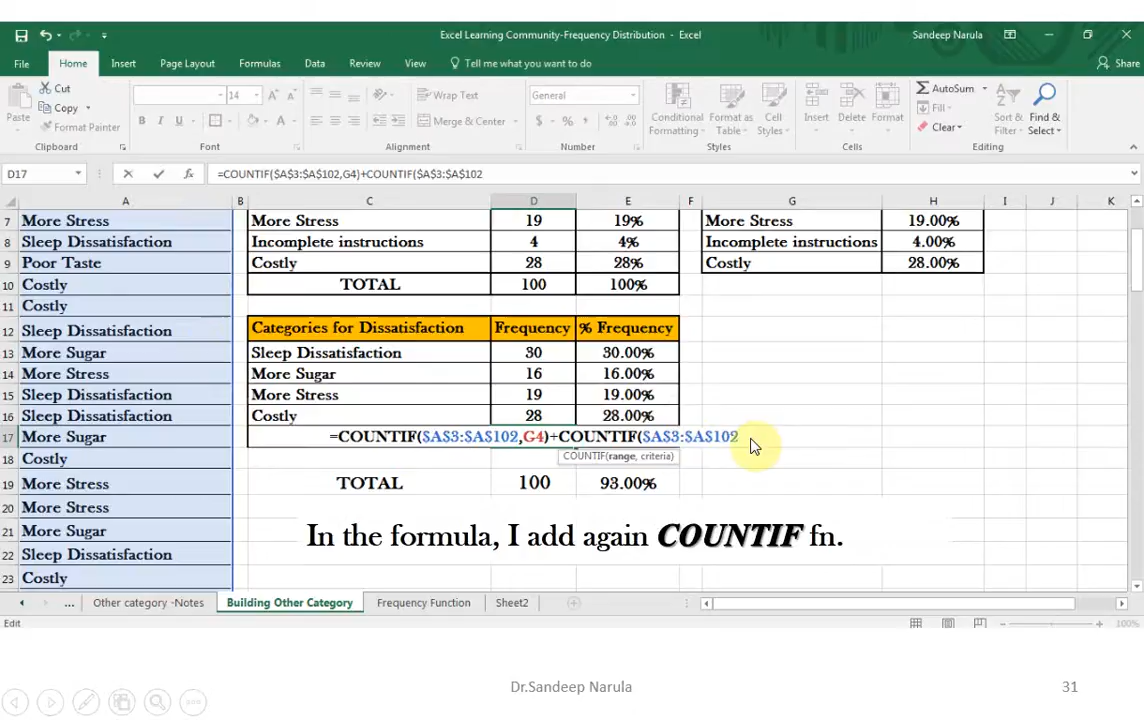 Excel Learning Community-Frequency Distribution - Excel
Sandeep Narula
File Home Insert Page Layout Formulas Data Review View Tell me what you want to do Share
Cut
Copy
Format Painter
Paste
Clipboard
14
A A
B I U
Font
Wrap Text
Merge & Center
Alignment
General
$ % ,
Number
Conditional Formatting
Format as Table
Cell Styles
Styles
Insert Delete Format
Cells
AutoSum
Fill
Clear
Sort & Filter
Find & Select
Editing
D17 fx =COUNTIF($A$3:$A$102,G4)+COUNTIF($A$3:$A$102
A B C D E F G H I J K
7 More Stress More Stress 19 19% More Stress 19.00%
8 Sleep Dissatisfaction Incomplete instructions 4 4% Incomplete instructions 4.00%
9 Poor Taste Costly 28 28% Costly 28.00%
10 Costly TOTAL 100 100%
11 Costly
12 Sleep Dissatisfaction Categories for Dissatisfaction Frequency % Frequency
13 More Sugar Sleep Dissatisfaction 30 30.00%
14 More Stress More Sugar 16 16.00%
15 Sleep Dissatisfaction More Stress 19 19.00%
16 Sleep Dissatisfaction Costly 28 28.00%
17 More Sugar =COUNTIF($A$3:$A$102,G4)+COUNTIF($A$3:$A$102
COUNTIF(range, criteria)
18 Costly
19 More Stress TOTAL 100 93.00%
20 More Stress
21 More Sugar
22 Sleep Dissatisfaction
23 Costly
In the formula, I add again COUNTIF fn.
... Other category -Notes Building Other Category Frequency Function Sheet2
Edit 100%
Dr.Sandeep Narula 31